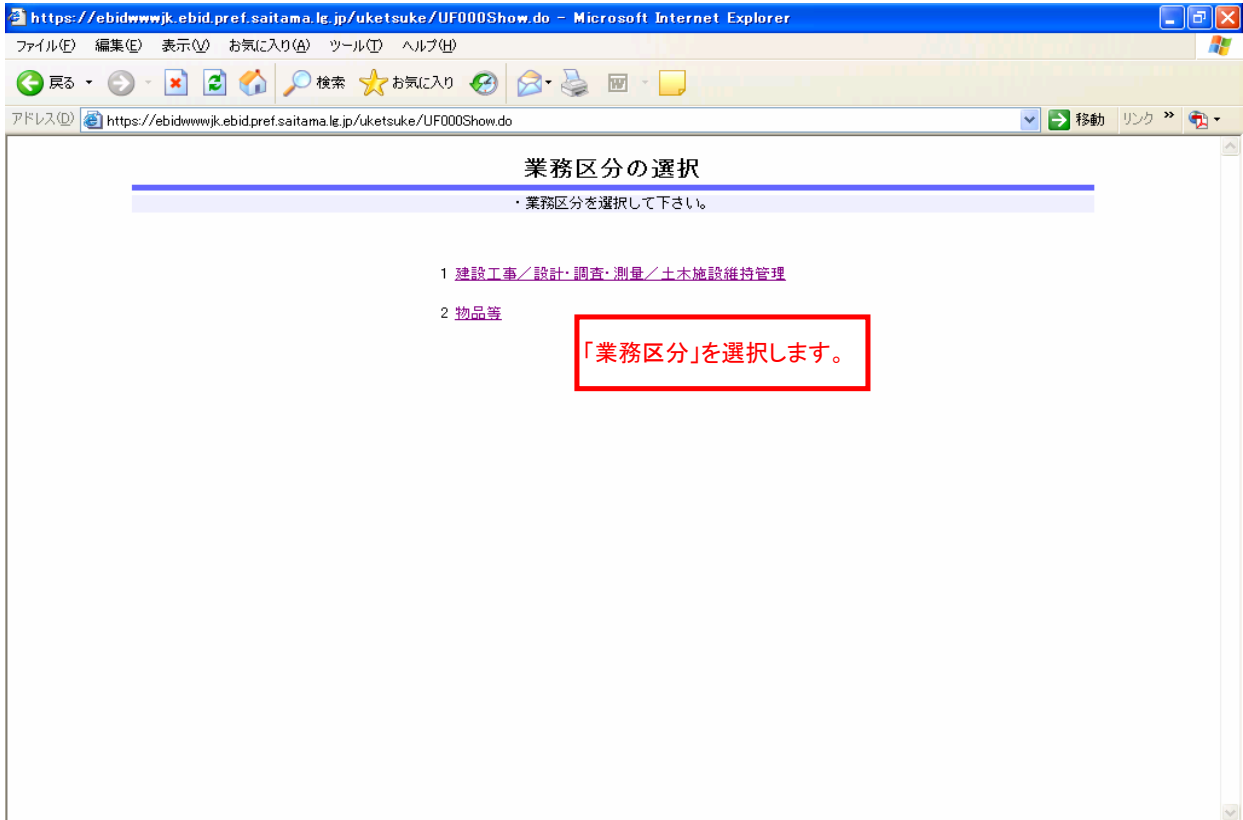 https://ebidwwwjk.ebid.pref.saitama.lg.jp/uketsuke/UF000Show.do - Microsoft Internet Explorer
ファイル(F) 編集(E) 表示(V) お気に入り(A) ツール(T) ヘルプ(H)
戻る 検索 お気に入り
アドレス(D) https://ebidwwwjk.ebid.pref.saitama.lg.jp/uketsuke/UF000Show.do 移動 リンク »
業務区分の選択
・業務区分を選択して下さい。
1 建設工事／設計・調査・測量／土木施設維持管理
2 物品等
「業務区分」を選択します。